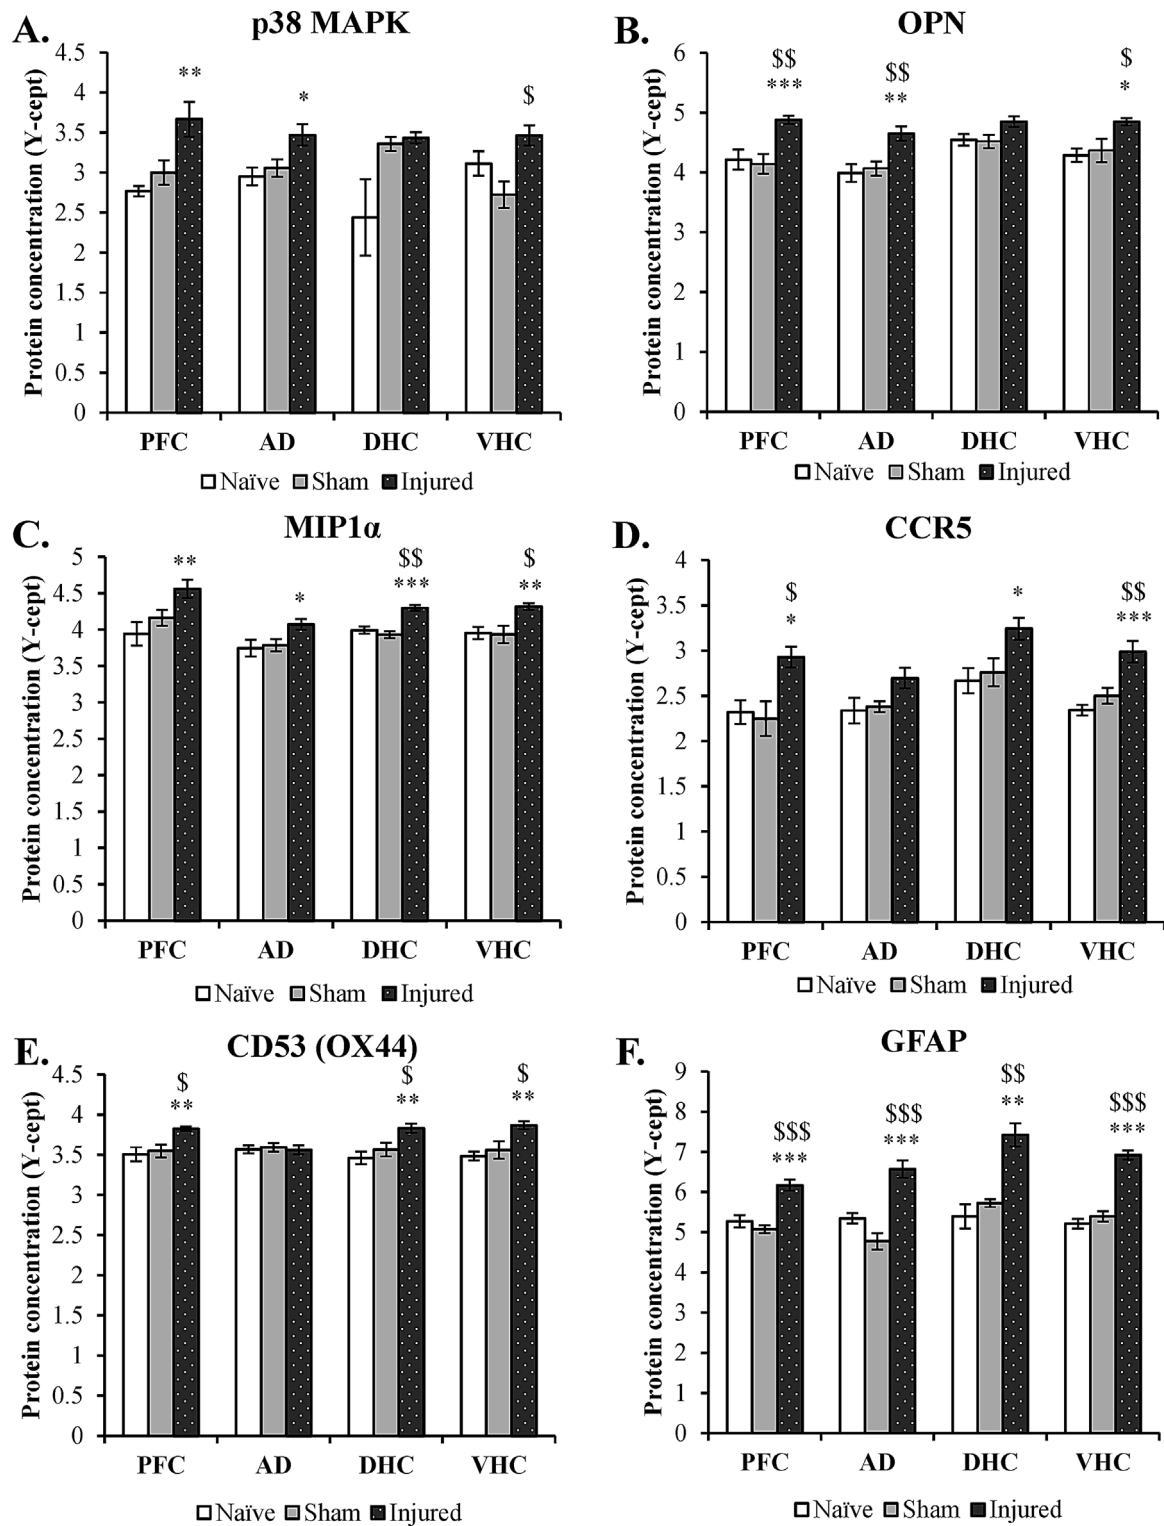 A. p38 MAPK
Protein concentration (Y-cept)
4.5
4
3.5
3
2.5
2
1.5
1
0.5
0
**
*
$
PFC AD DHC VHC
Naïve Sham Injured
B. OPN
Protein concentration (Y-cept)
6
5
4
3
2
1
0
$$ $$ $
*** ** *
PFC AD DHC VHC
Naïve Sham Injured
C. MIP1α
Protein concentration (Y-cept)
5
4.5
4
3.5
3
2.5
2
1.5
1
0.5
0
$$ $
** * *** **
PFC AD DHC VHC
Naïve Sham Injured
D. CCR5
Protein concentration (Y-cept)
4
3.5
3
2.5
2
1.5
1
0.5
0
$ $$
* * ***
PFC AD DHC VHC
Naïve Sham Injured
E. CD53 (OX44)
Protein concentration (Y-cept)
4.5
4
3.5
3
2.5
2
1.5
1
0.5
0
$ $ $
** ** **
PFC AD DHC VHC
Naïve Sham Injured
F. GFAP
Protein concentration (Y-cept)
9
8
7
6
5
4
3
2
1
0
$$$ $$$ $$ $$$
*** *** ** ***
PFC AD DHC VHC
Naïve Sham Injured